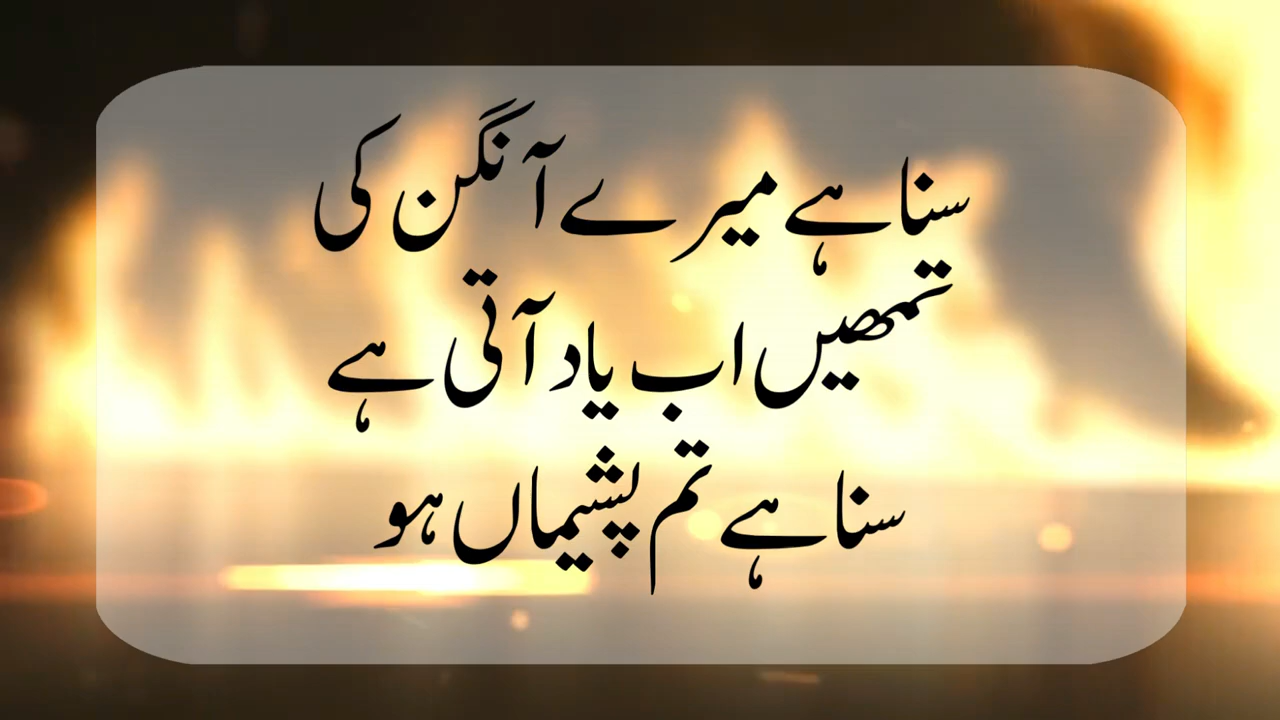 سنا ہے میرے آنگن کی
تمھیں اب یاد آتی ہے
سنا ہے تم پشیماں ہو